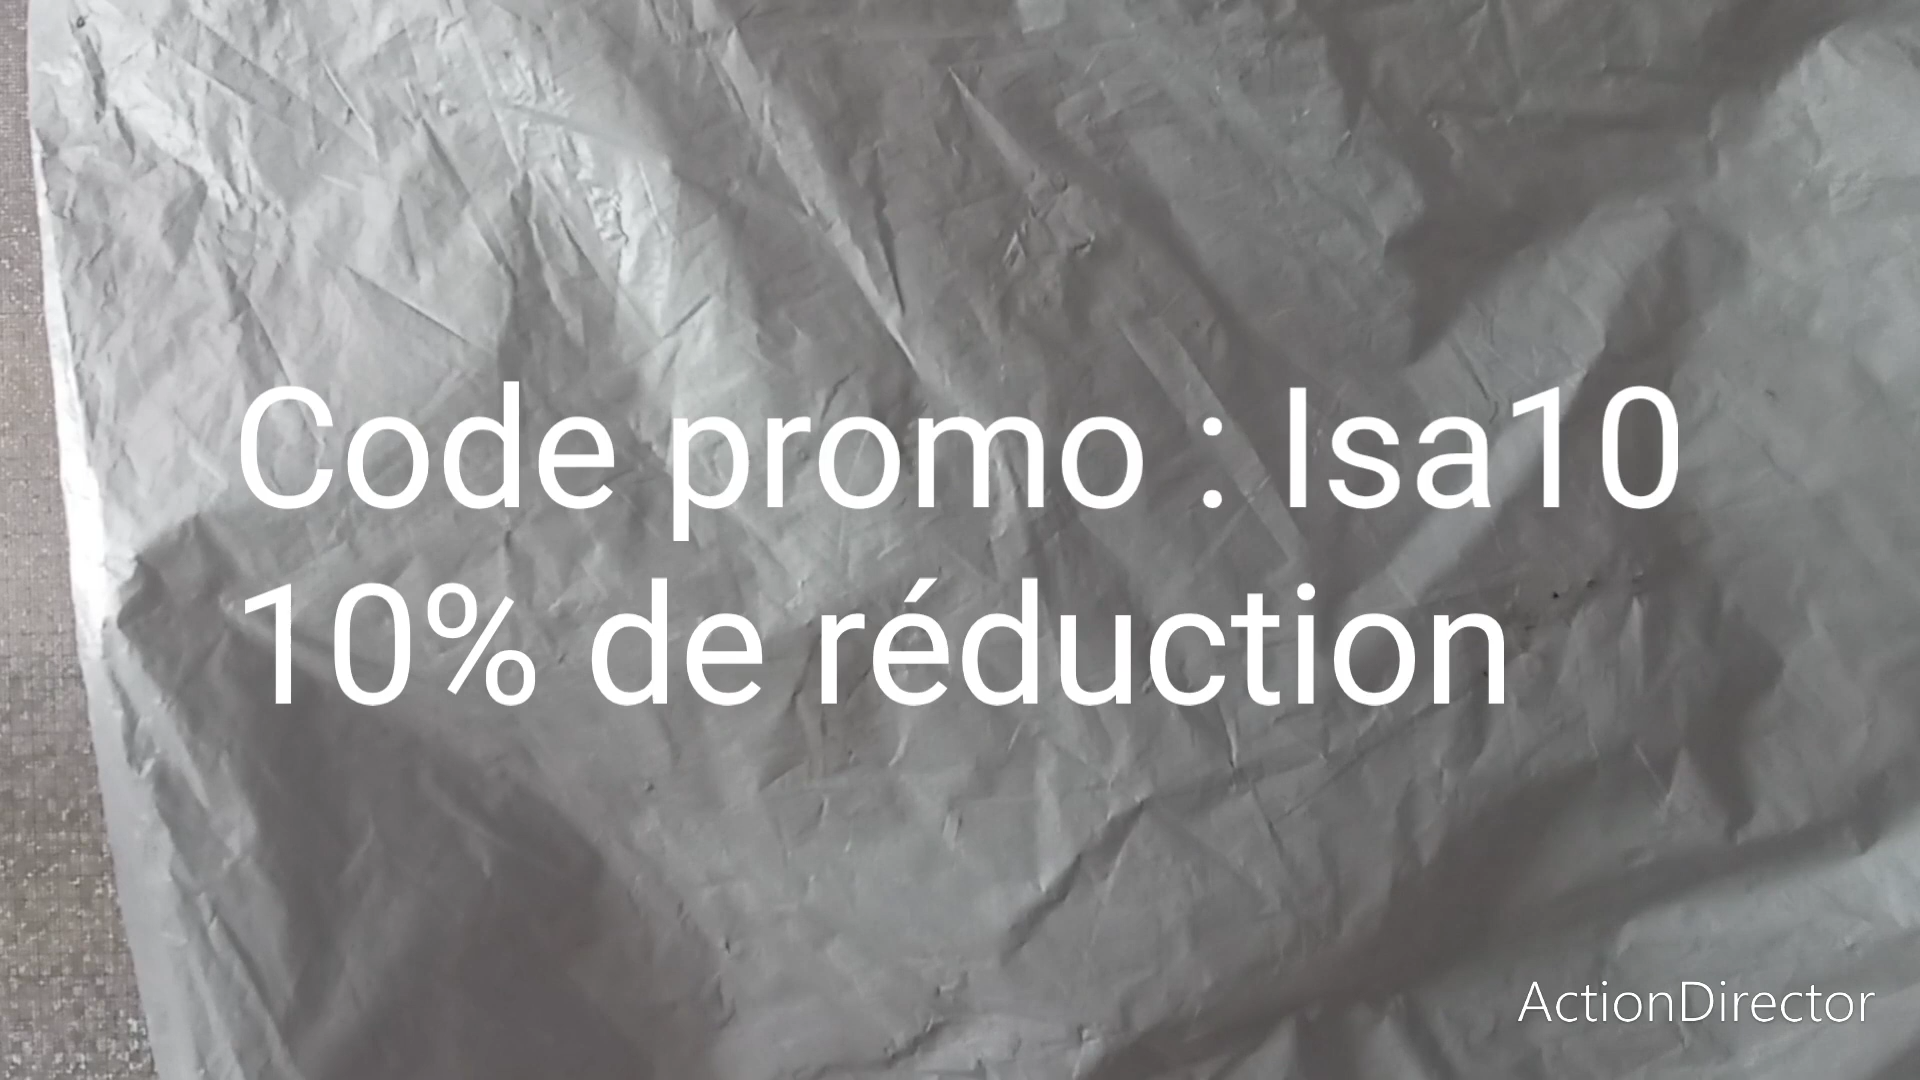 Code promo : Isa10
10% de réduction
ActionDirector